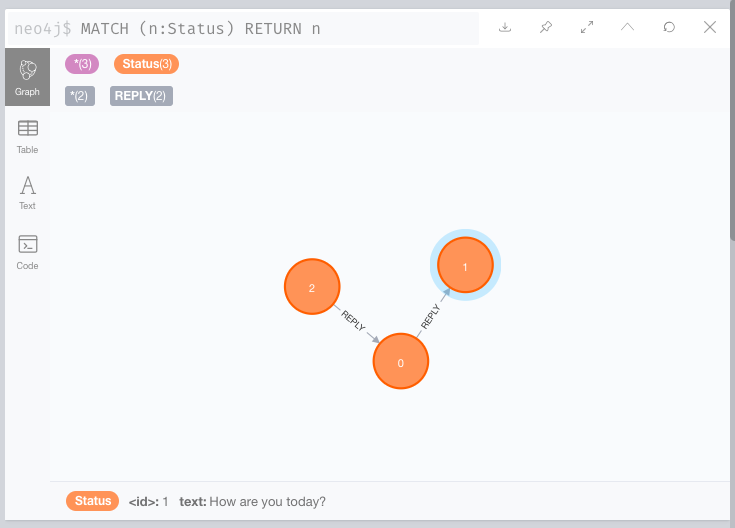 neo4j$ MATCH (n:Status) RETURN n
*(3) Status(3)
Graph
*(2) REPLY(2)
Table
Text
Code
1
2
REPLY
REPLY
0
Status <id>: 1 text: How are you today?